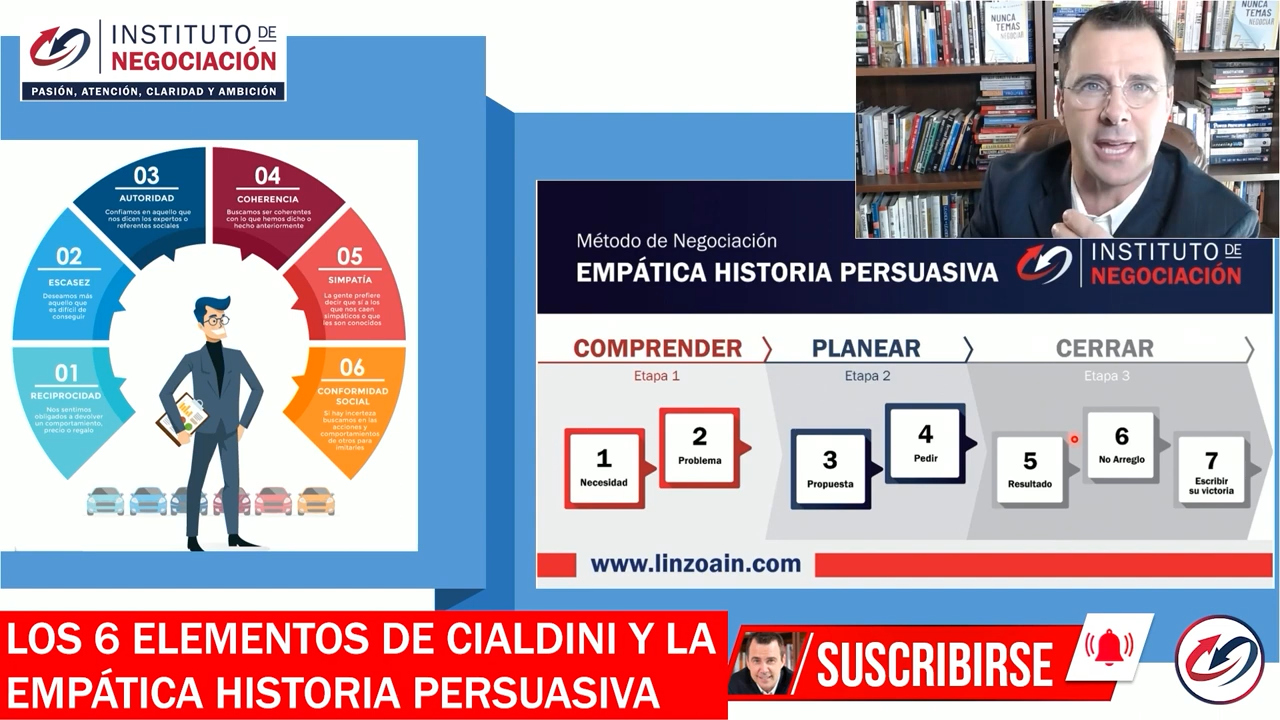 INSTITUTO DE
NEGOCIACIÓN
PASIÓN, ATENCIÓN, CLARIDAD Y AMBICIÓN
NUNCA
TEMAS
NEGOCIAR
03
AUTORIDAD
Confiamos en aquello que
nos dicen los expertos o
referentes sociales
04
COHERENCIA
Buscamos ser coherentes
con lo que hemos dicho o
hecho anteriormente
02
ESCASEZ
Deseamos más
aquello que
es difícil de
conseguir
05
SIMPATÍA
La gente prefiere
decir que sí a los
que nos caen
simpáticos o que
les son conocidos
01
RECIPROCIDAD
Nos sentimos
obligados a devolver
un comportamiento,
precio o regalo
06
CONFORMIDAD
SOCIAL
Si hay incerteza
buscamos en las
acciones y
comportamientos
de otros para
imitarles
Método de Negociación
EMPÁTICA HISTORIA PERSUASIVA
INSTITUTO DE
NEGOCIACIÓN
COMPRENDER
Etapa 1
PLANEAR
Etapa 2
CERRAR
Etapa 3
1
Necesidad
2
Problema
3
Propuesta
4
Pedir
5
Resultado
6
No Arreglo
7
Escribir
su victoria
www.linzoain.com
LOS 6 ELEMENTOS DE CIALDINI Y LA
EMPÁTICA HISTORIA PERSUASIVA
SUSCRIBIRSE